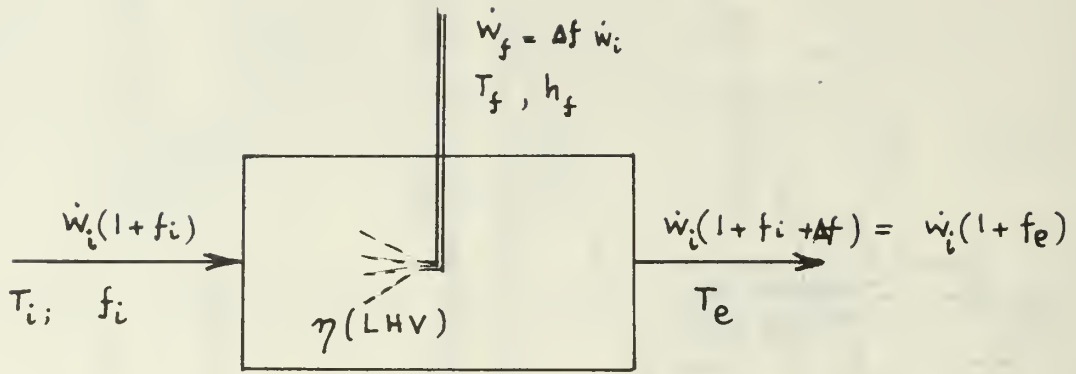 ẇ_f = Δf ẇ_i
T_f , h_f
ẇ_i(1+f_i)
ẇ_i(1+f_i+Δf) = ẇ_i(1+f_e)
T_i; f_i
T_e
η(LHV)